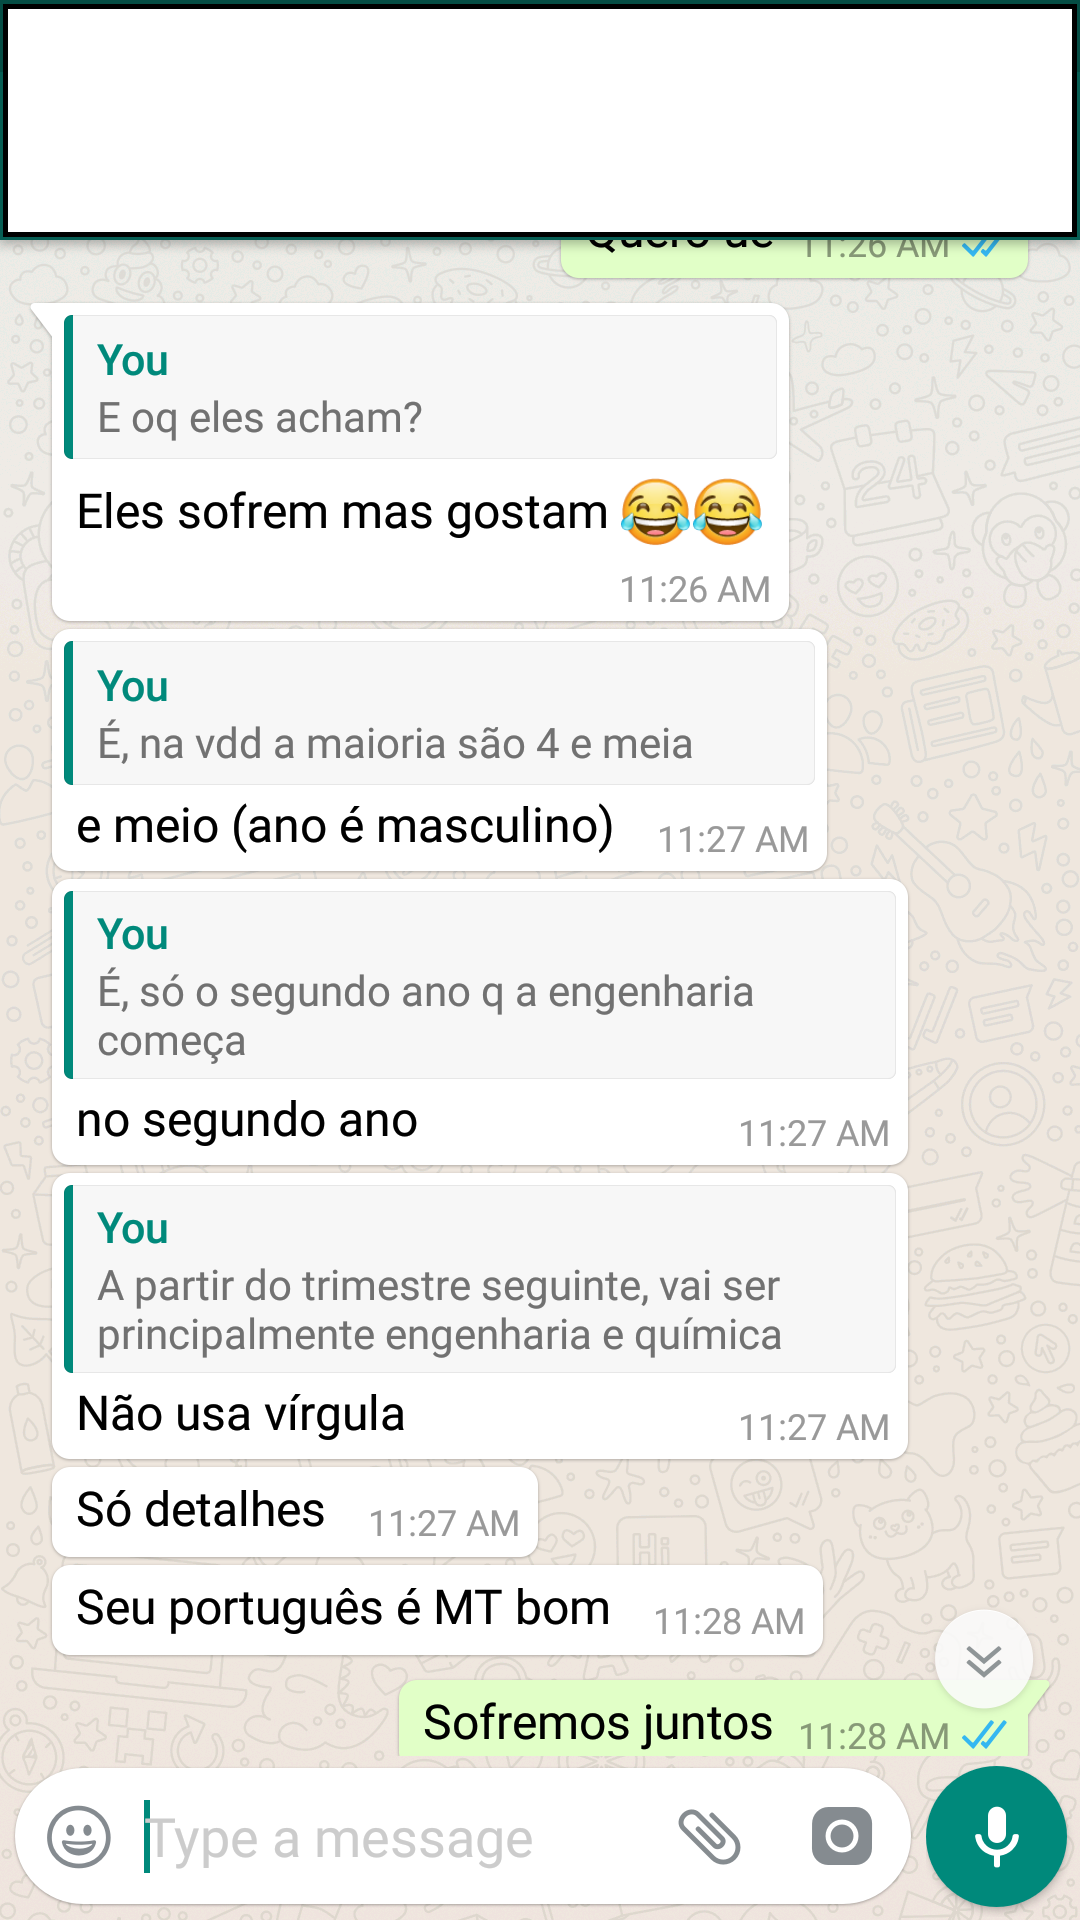 11:26 AM
You
E oq eles acham?
Eles sofrem mas gostam 😂😂
11:26 AM
You
É, na vdd a maioria são 4 e meia
e meio (ano é masculino) 11:27 AM
You
É, só o segundo ano q a engenharia
começa
no segundo ano 11:27 AM
You
A partir do trimestre seguinte, vai ser
principalmente engenharia e química
Não usa vírgula 11:27 AM
Só detalhes 11:27 AM
Seu português é MT bom 11:28 AM
Sofremos juntos 11:28 AM
Type a message